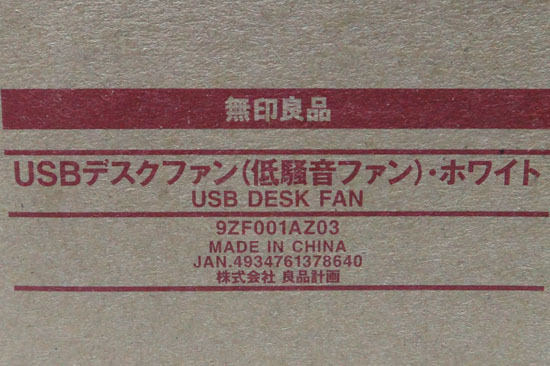 無印良品
USBデスクファン(低騒音ファン)・ホワイト
USB DESK FAN
9ZF001AZ03
MADE IN CHINA
JAN.4934761378640
株式会社 良品計画